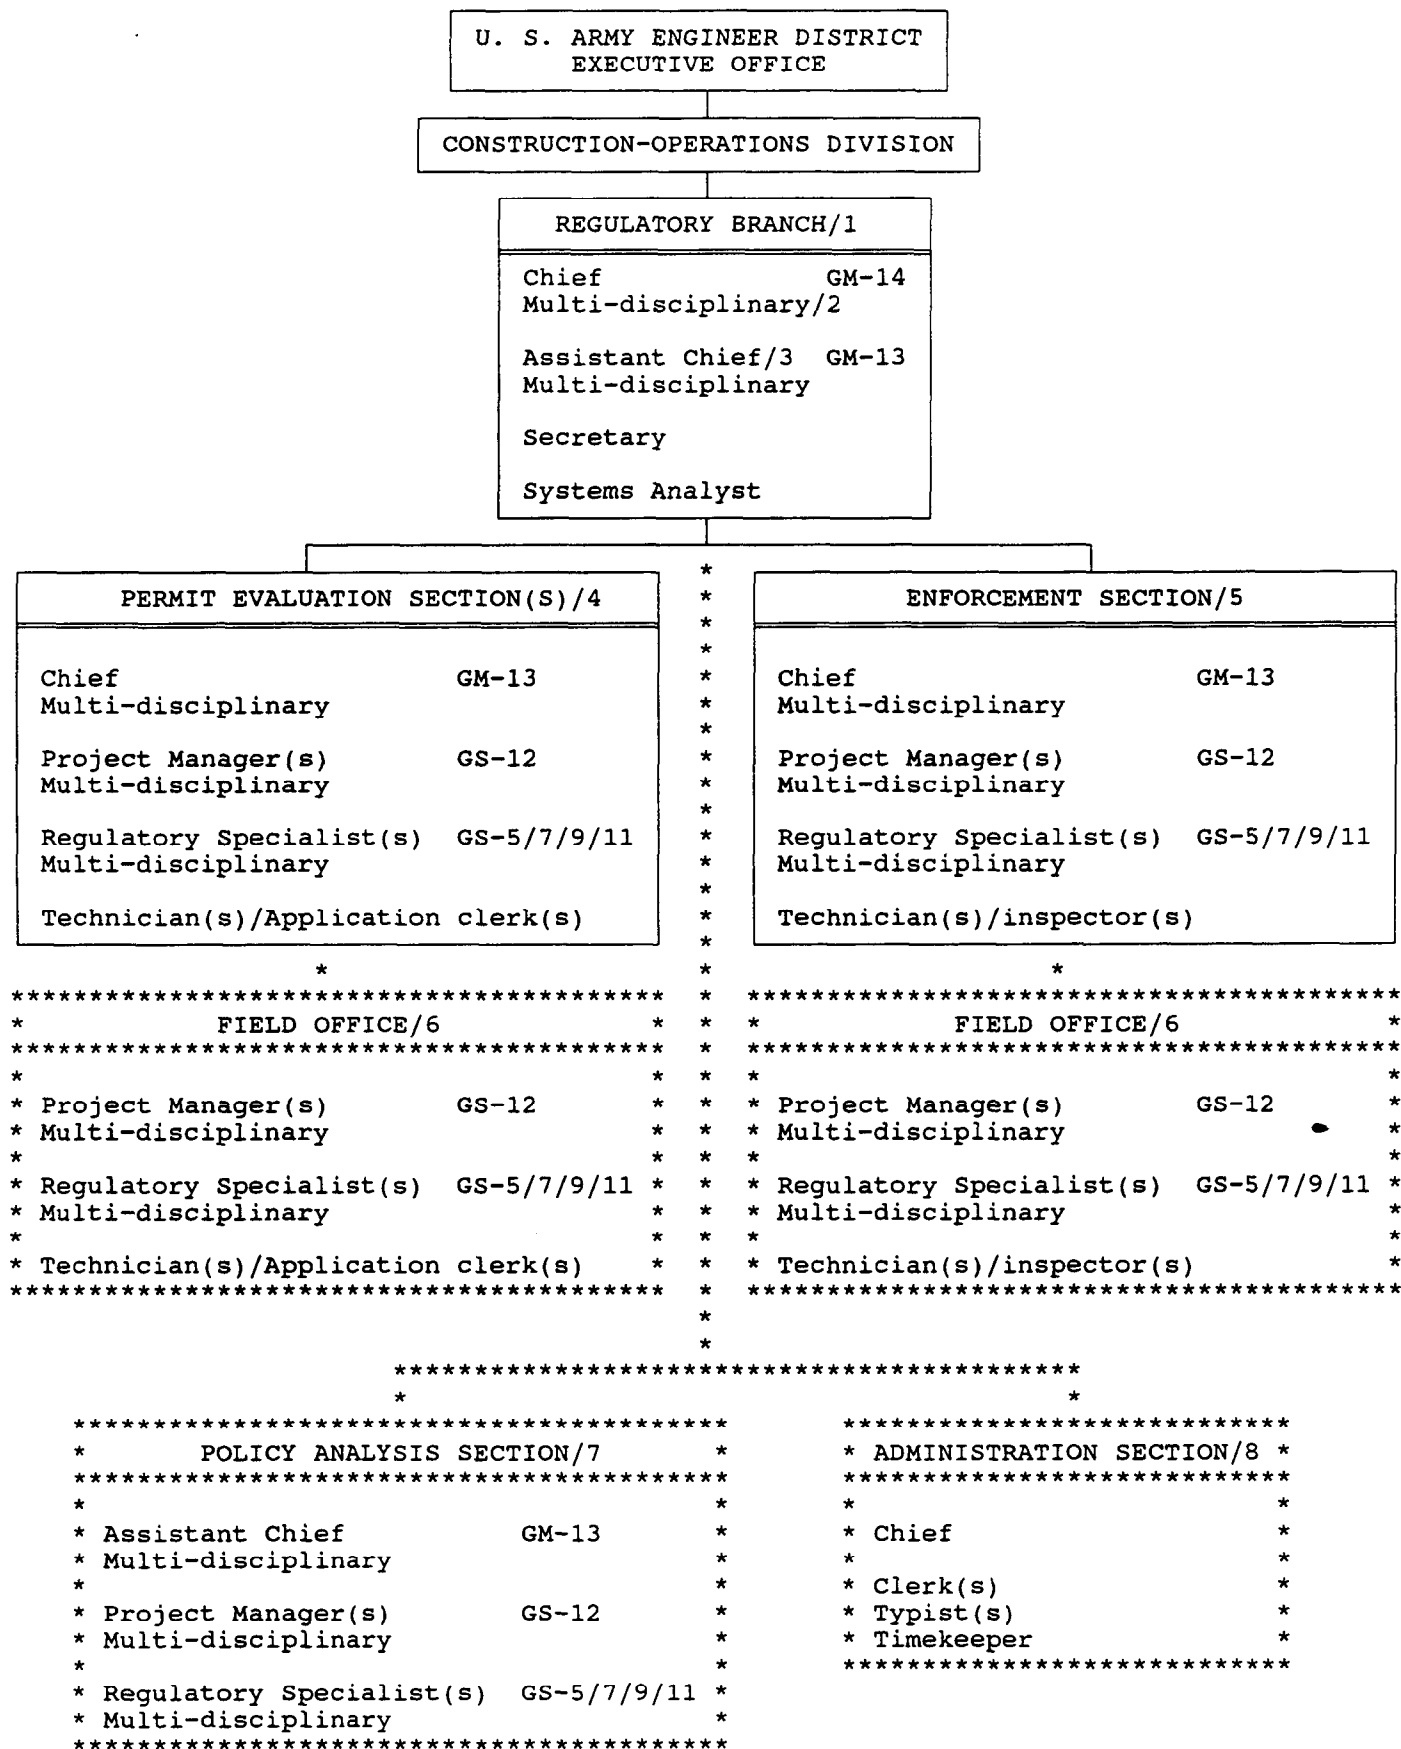 U. S. ARMY ENGINEER DISTRICT
EXECUTIVE OFFICE
CONSTRUCTION-OPERATIONS DIVISION
REGULATORY BRANCH/1
Chief GM-14
Multi-disciplinary/2
Assistant Chief/3 GM-13
Multi-disciplinary
Secretary
Systems Analyst
PERMIT EVALUATION SECTION(S)/4
Chief GM-13
Multi-disciplinary
Project Manager(s) GS-12
Multi-disciplinary
Regulatory Specialist(s) GS-5/7/9/11
Multi-disciplinary
Technician(s)/Application clerk(s)
ENFORCEMENT SECTION/5
Chief GM-13
Multi-disciplinary
Project Manager(s) GS-12
Multi-disciplinary
Regulatory Specialist(s) GS-5/7/9/11
Multi-disciplinary
Technician(s)/inspector(s)
FIELD OFFICE/6
Project Manager(s) GS-12
Multi-disciplinary
Regulatory Specialist(s) GS-5/7/9/11
Multi-disciplinary
Technician(s)/Application clerk(s)
FIELD OFFICE/6
Project Manager(s) GS-12
Multi-disciplinary
Regulatory Specialist(s) GS-5/7/9/11
Multi-disciplinary
Technician(s)/inspector(s)
POLICY ANALYSIS SECTION/7
Assistant Chief GM-13
Multi-disciplinary
Project Manager(s) GS-12
Multi-disciplinary
Regulatory Specialist(s) GS-5/7/9/11
Multi-disciplinary
ADMINISTRATION SECTION/8
Chief
Clerk(s)
Typist(s)
Timekeeper